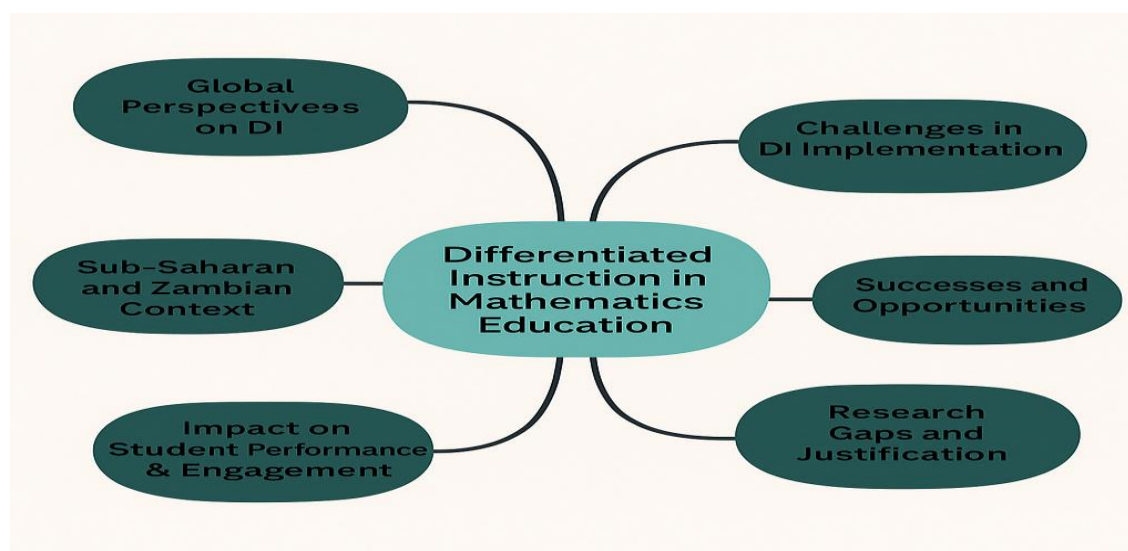 Global
Perspectivees
on DI
Challenges in
DI Implementation
Differentiated
Instruction in
Mathematics
Education
Sub-Saharan
and Zambian
Context
Successes and
Opportunities
Impact on
Student Performance
& Engagement
Research
Gaps and
Justification